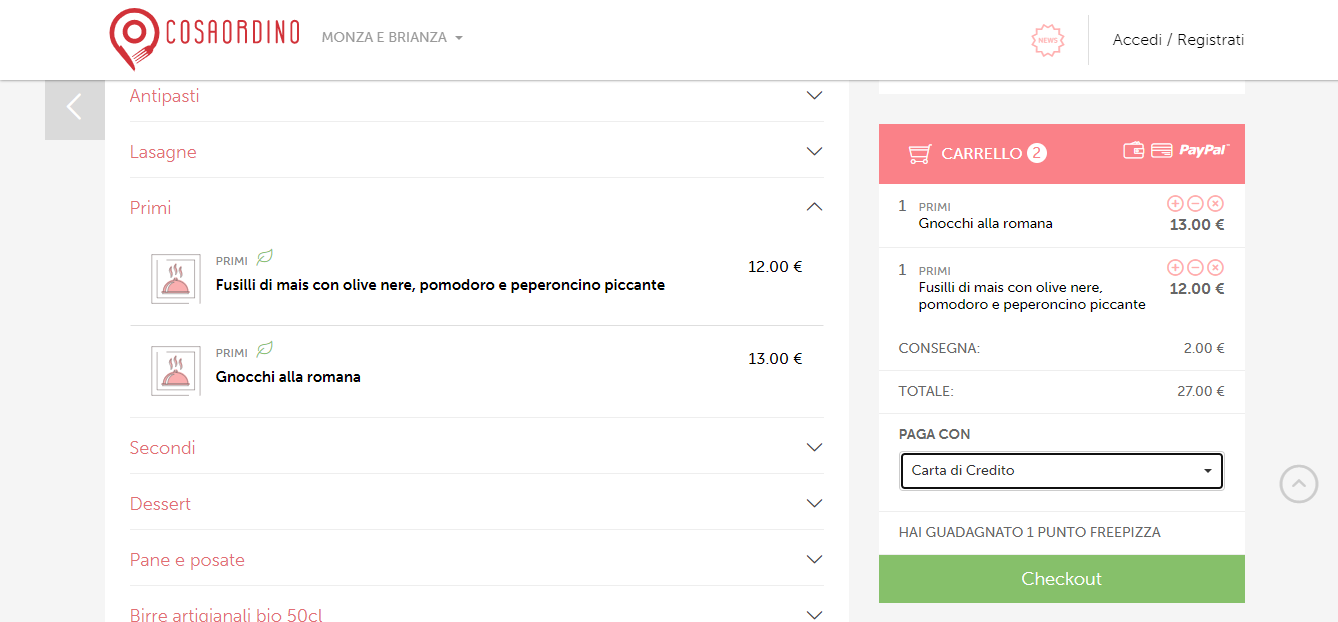 COSAORDINO
MONZA E BRIANZA
NEWS
Accedi / Registrati
Antipasti
Lasagne
Primi
PRIMI
Fusilli di mais con olive nere, pomodoro e peperoncino piccante
12.00 €
PRIMI
Gnocchi alla romana
13.00 €
Secondi
Dessert
Pane e posate
Birre artigianali bio 50cl
CARRELLO 2
PayPal
1 PRIMI
Gnocchi alla romana
13.00 €
1 PRIMI
Fusilli di mais con olive nere,
pomodoro e peperoncino piccante
12.00 €
CONSEGNA: 2.00 €
TOTALE: 27.00 €
PAGA CON
Carta di Credito
HAI GUADAGNATO 1 PUNTO FREEPIZZA
Checkout